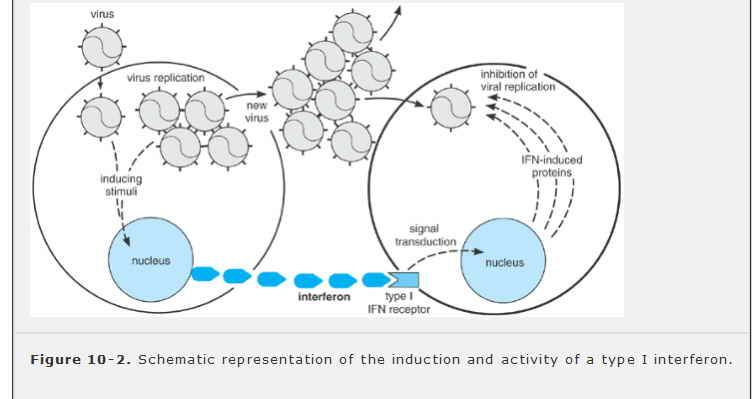 virus
virus replication
new
virus
inducing
stimuli
nucleus
interferon
type I
IFN receptor
signal
transduction
nucleus
IFN-induced
proteins
inhibition of
viral replication
Figure 10-2. Schematic representation of the induction and activity of a type I interferon.